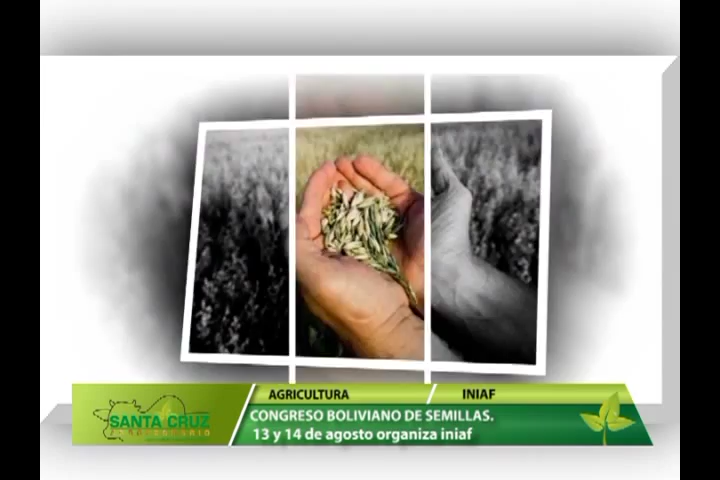 AGRICULTURA
INIAF
SANTA CRUZ
CONGRESO BOLIVIANO DE SEMILLAS.
13 y 14 de agosto organiza iniaf